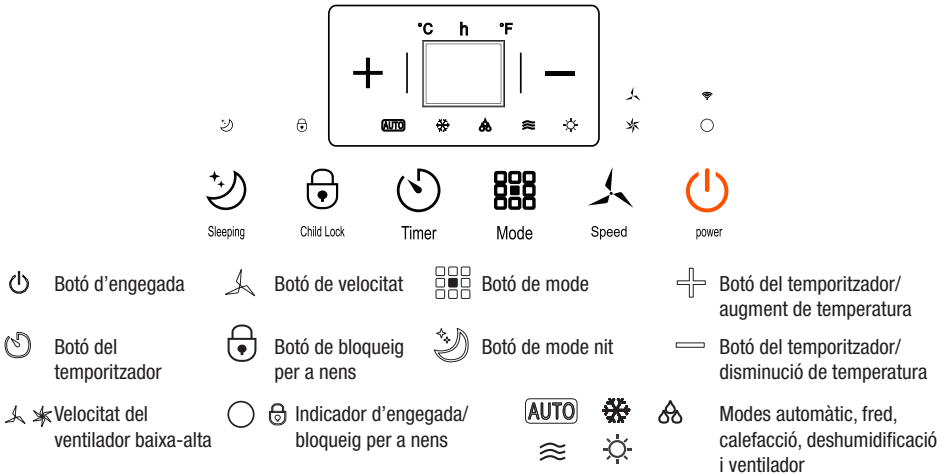 °C h °F
AUTO
Sleeping Child Lock Timer Mode Speed power
Botó d'engegada
Botó de velocitat
Botó de mode
Botó del temporitzador/
augment de temperatura
Botó del
temporitzador
Botó de bloqueig
per a nens
Botó de mode nit
Botó del temporitzador/
disminució de temperatura
Velocitat del
ventilador baixa-alta
Indicador d'engegada/
bloqueig per a nens
AUTO
Modes automàtic, fred,
calefacció, deshumidificació
i ventilador